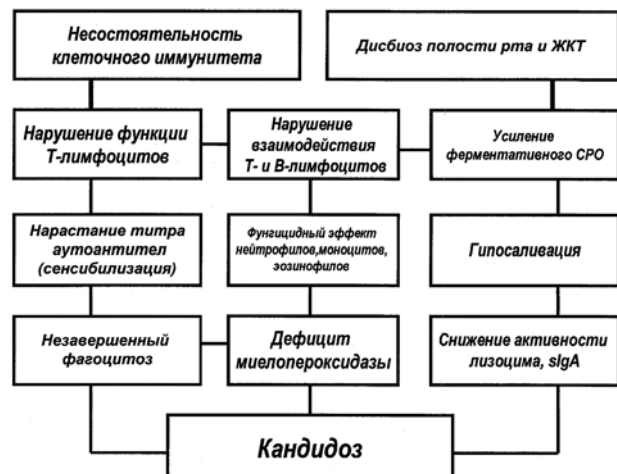 Несостоятельность
клеточного иммунитета
Дисбиоз полости рта и ЖКТ
Нарушение функции
Т-лимфоцитов
Нарушение
взаимодействия
Т- и В-лимфоцитов
Усиление
ферментативного СРО
Нарастание титра
аутоантител
(сенсибилизация)
Фунгицидный эффект
нейтрофилов,моноцитов,
эозинофилов
Гипосаливация
Незавершенный
фагоцитоз
Дефицит
миелопероксидазы
Снижение активности
лизоцима, sIgA
Кандидоз